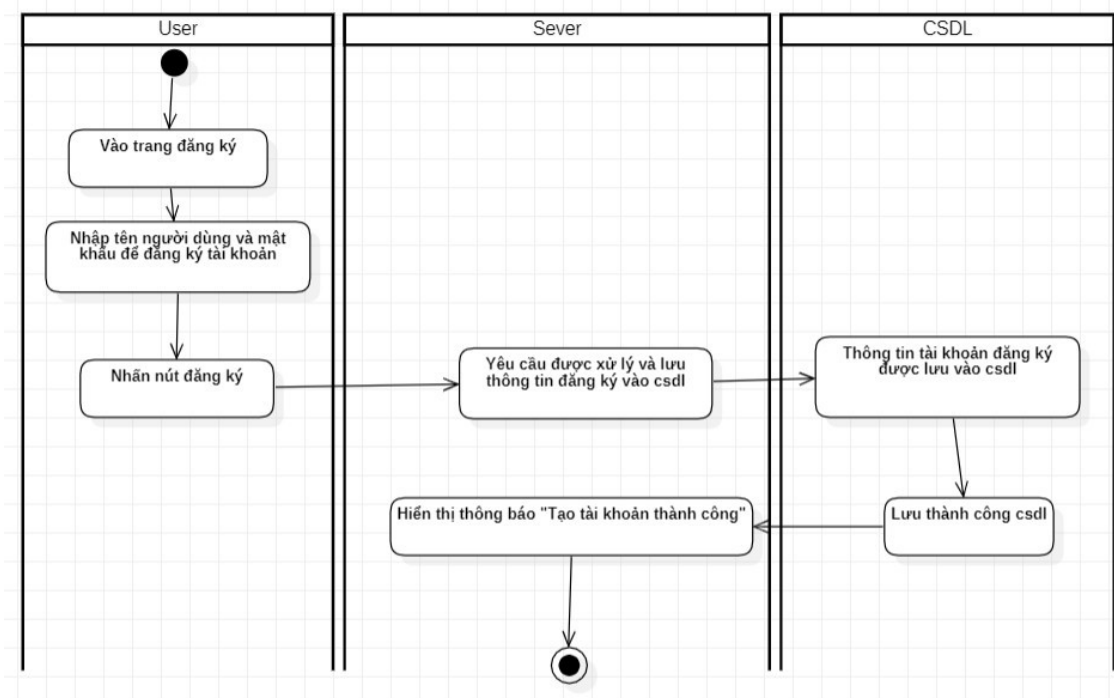 User
Sever
CSDL
Vào trang đăng ký
Nhập tên người dùng và mật
khẩu để đăng ký tài khoản
Nhấn nút đăng ký
Yêu cầu được xử lý và lưu
thông tin đăng ký vào csdl
Thông tin tài khoản đăng ký
được lưu vào csdl
Lưu thành công csdl
Hiển thị thông báo "Tạo tài khoản thành công"